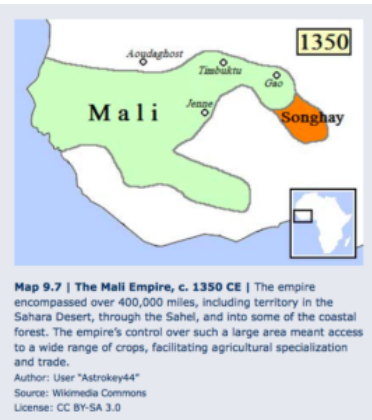 1350
Aoudaghost
Timbuktu
Gao
Mali
Jenne
Songhay
Map 9.7 | The Mali Empire, c. 1350 CE | The empire
encompassed over 400,000 miles, including territory in the
Sahara Desert, through the Sahel, and into some of the coastal
forest. The empire's control over such a large area meant access
to a wide range of crops, facilitating agricultural specialization
and trade.
Author: User "Astrokey44"
Source: Wikimedia Commons
License: CC BY-SA 3.0